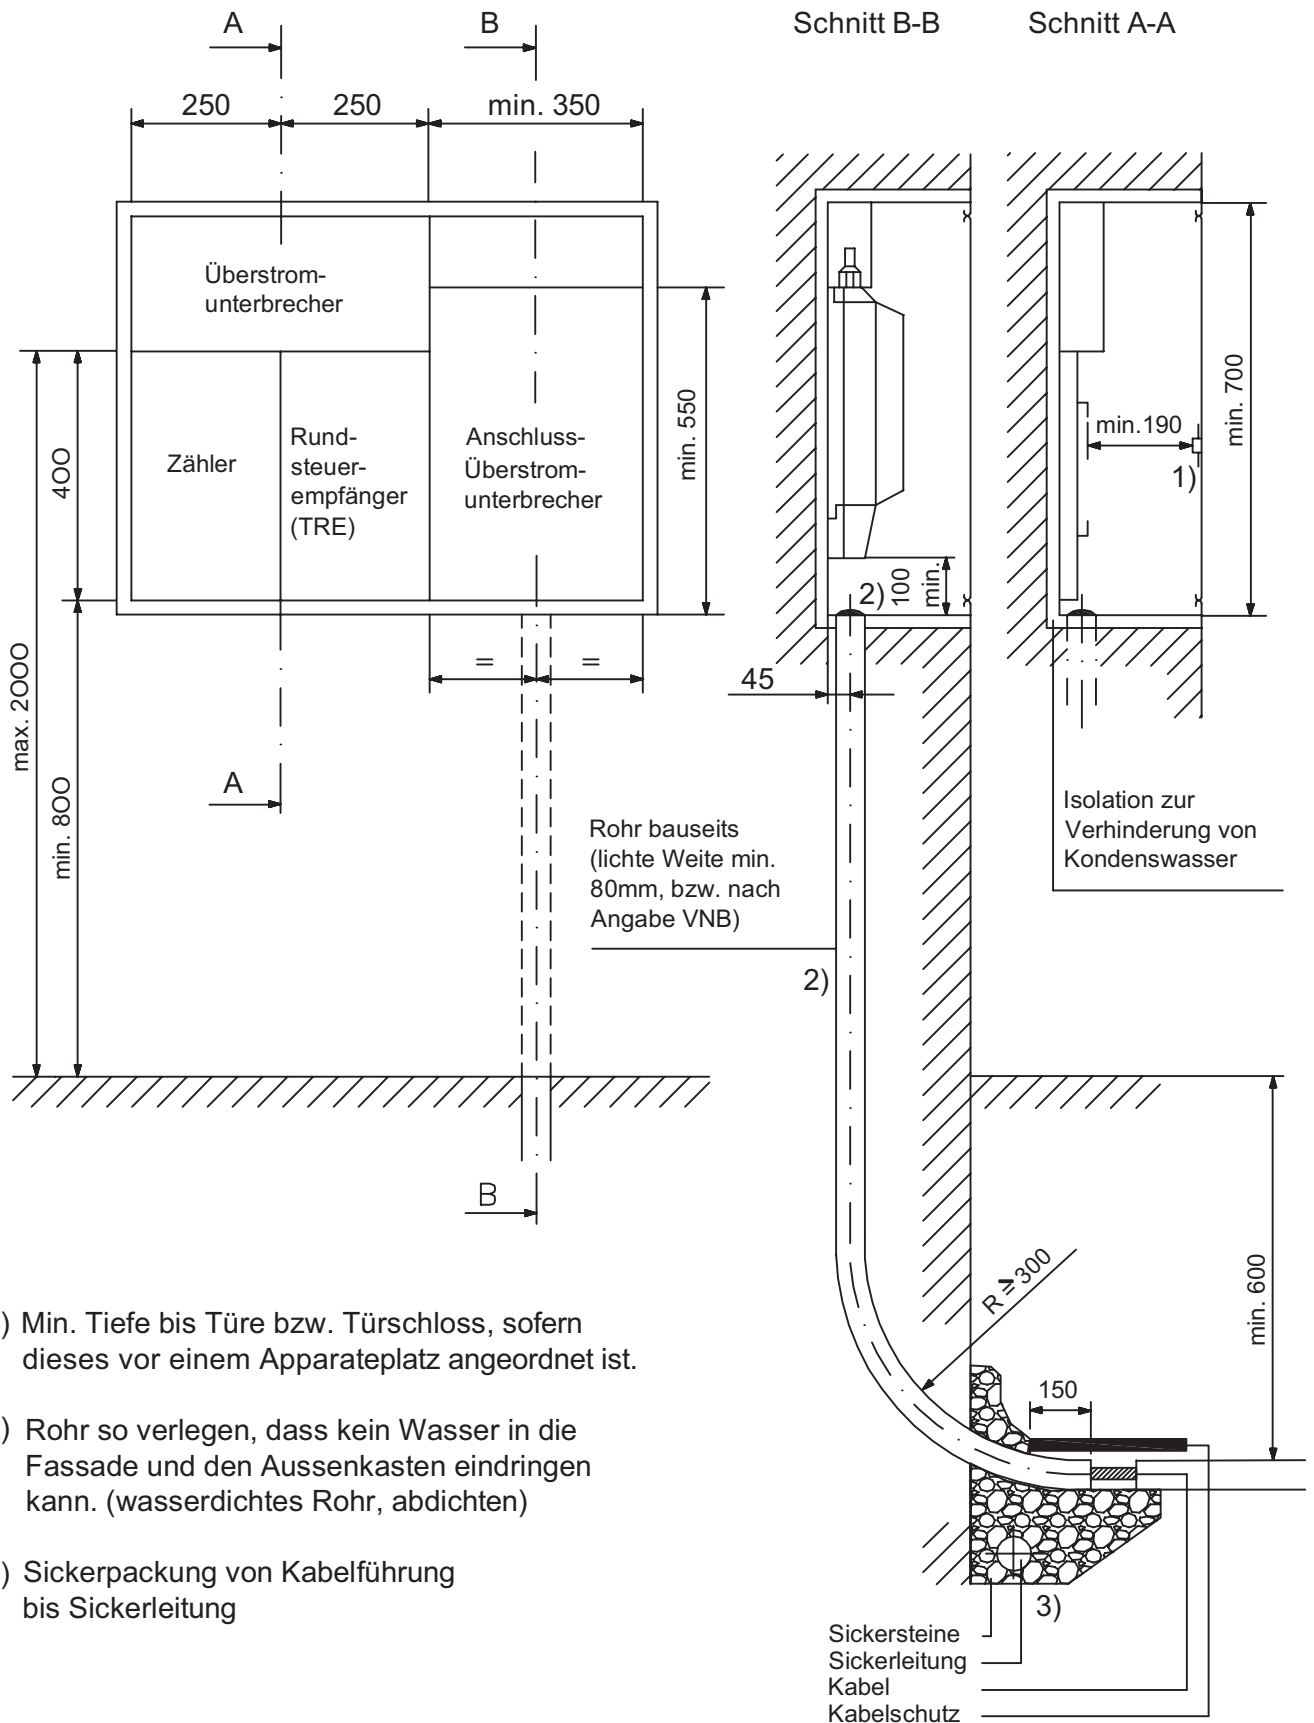 A
B
Schnitt B-B
Schnitt A-A
250
250
min. 350
Überstrom-
unterbrecher
Zähler
Rund-
steuer-
empfänger
(TRE)
Anschluss-
Überstrom-
unterbrecher
400
max. 2000
min. 800
min. 550
=
=
A
B
2)
100
min.
45
min.190
1)
min. 700
Rohr bauseits
(lichte Weite min.
80mm, bzw. nach
Angabe VNB)
2)
Isolation zur
Verhinderung von
Kondenswasser
R ≥ 300
150
min. 600
3)
Sickersteine
Sickerleitung
Kabel
Kabelschutz
) Min. Tiefe bis Türe bzw. Türschloss, sofern
dieses vor einem Apparateplatz angeordnet ist.
) Rohr so verlegen, dass kein Wasser in die
Fassade und den Aussenkasten eindringen
kann. (wasserdichtes Rohr, abdichten)
) Sickerpackung von Kabelführung
bis Sickerleitung